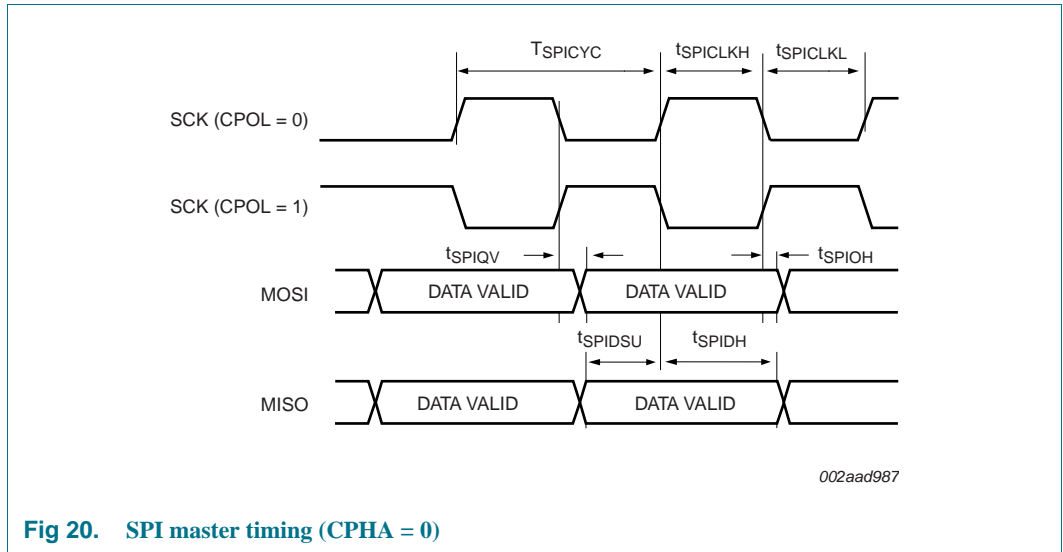 TSPICYC tSPICLKH tSPICLKL
SCK (CPOL = 0)
SCK (CPOL = 1)
tSPIQV tSPIOH
MOSI DATA VALID DATA VALID
tSPIDSU tSPIDH
MISO DATA VALID DATA VALID
002aad987
Fig 20. SPI master timing (CPHA = 0)